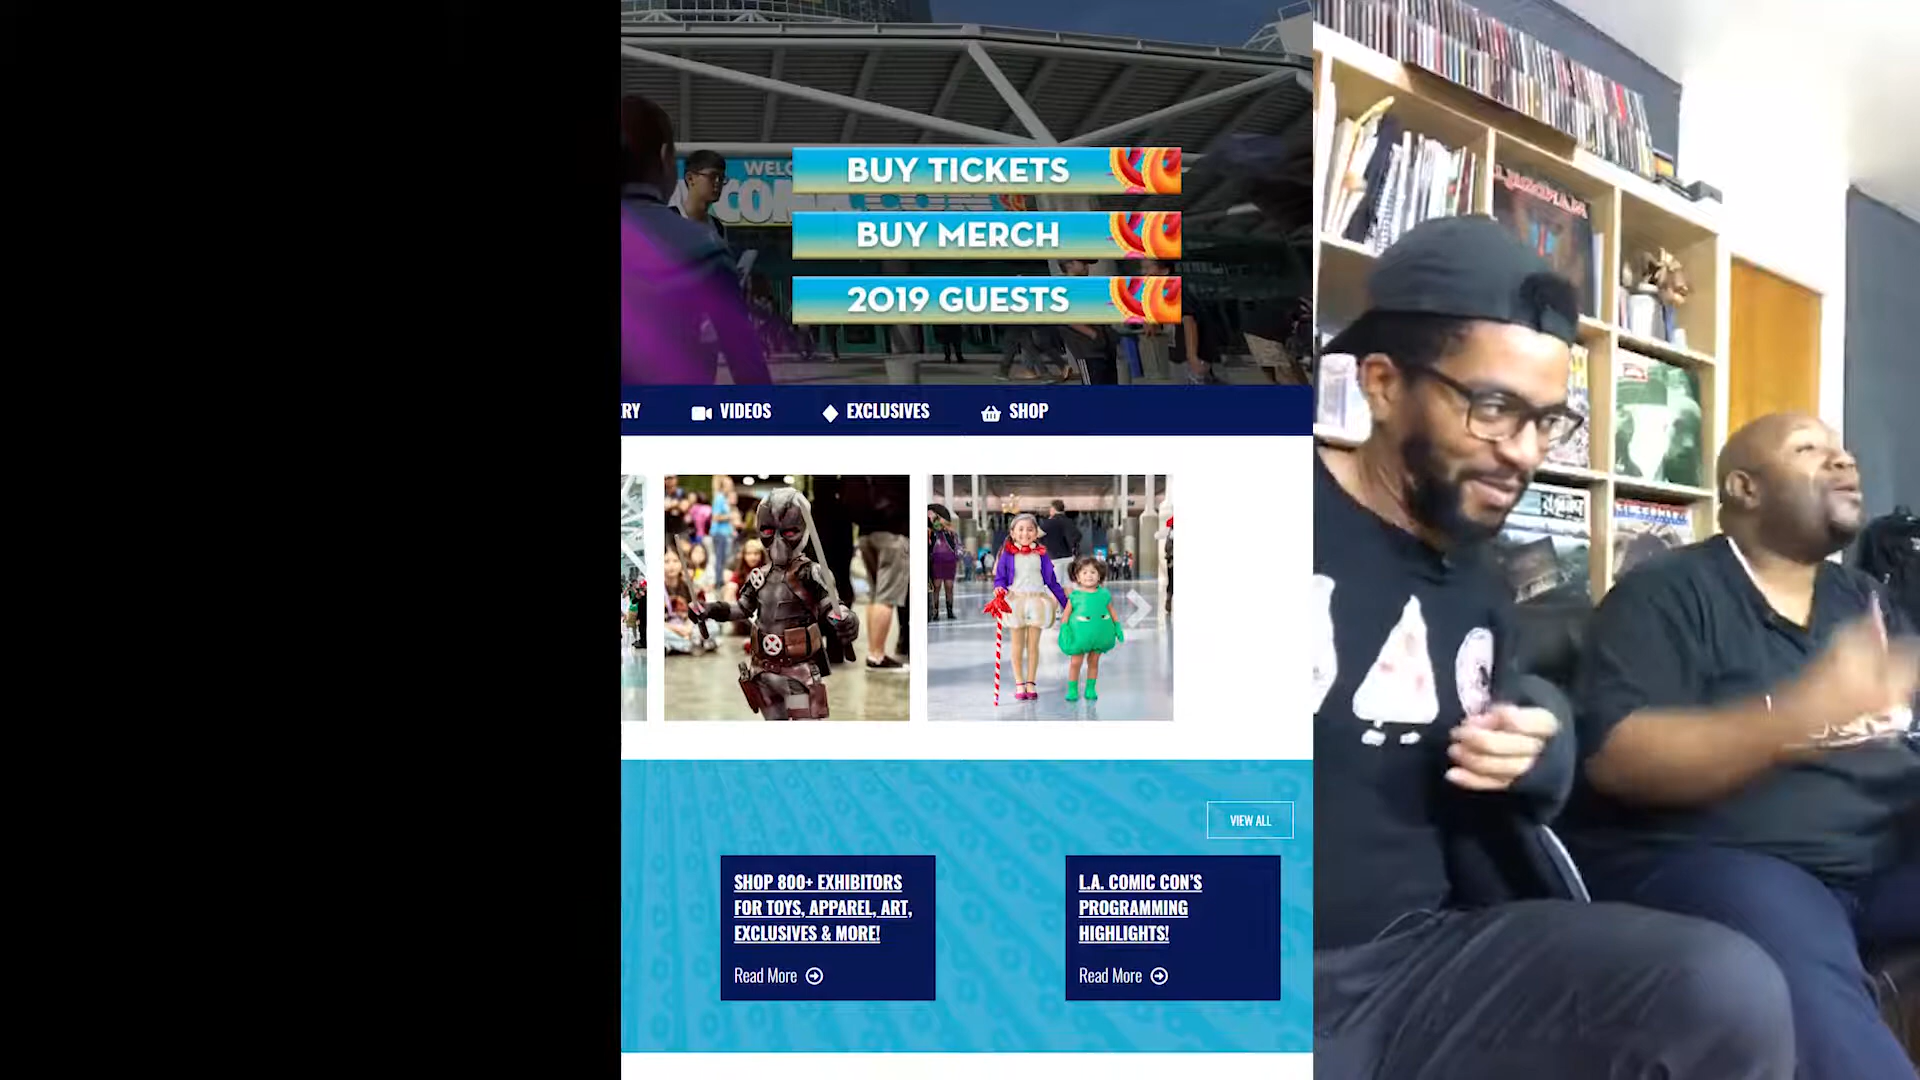 WELC
BUY TICKETS
BUY MERCH
2019 GUESTS
RY
VIDEOS
EXCLUSIVES
SHOP
VIEW ALL
SHOP 800+ EXHIBITORS
FOR TOYS, APPAREL, ART,
EXCLUSIVES & MORE!
Read More
L.A. COMIC CON'S
PROGRAMMING
HIGHLIGHTS!
Read More